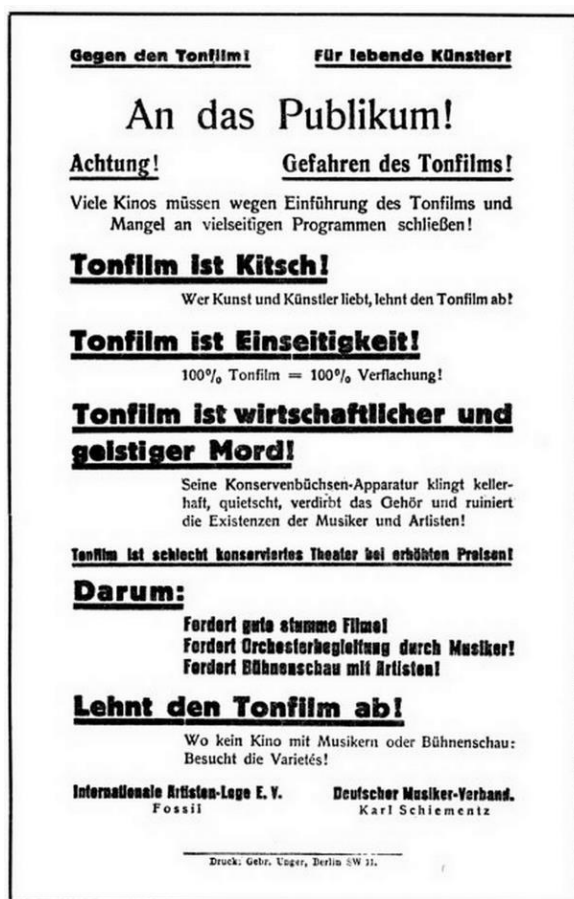 Gegen den Tonfilm! Für lebende Künstler!
An das Publikum!
Achtung! Gefahren des Tonfilms!
Viele Kinos müssen wegen Einführung des Tonfilms und
Mangel an vielseitigen Programmen schließen!
Tonfilm ist Kitsch!
Wer Kunst und Künstler liebt, lehnt den Tonfilm ab!
Tonfilm ist Einseitigkeit!
100% Tonfilm = 100% Verflachung!
Tonfilm ist wirtschaftlicher und
geistiger Mord!
Seine Konservenbüchsen-Apparatur klingt keller-
haft, quietscht, verdirbt das Gehör und ruiniert
die Existenzen der Musiker und Artisten!
Tonfilm ist schlecht konserviertes Theater bei erhöhten Preisen!
Darum:
Fordert gute stumme Filme!
Fordert Orchesterbegleitung durch Musiker!
Fordert Bühnenschau mit Artisten!
Lehnt den Tonfilm ab!
Wo kein Kino mit Musikern oder Bühnenschau:
Besucht die Varietés!
Internationale Artisten-Loge E. V. Deutscher Musiker-Verband.
Fossil Karl Schiementz
Druck: Gebr. Unger, Berlin SW 11.